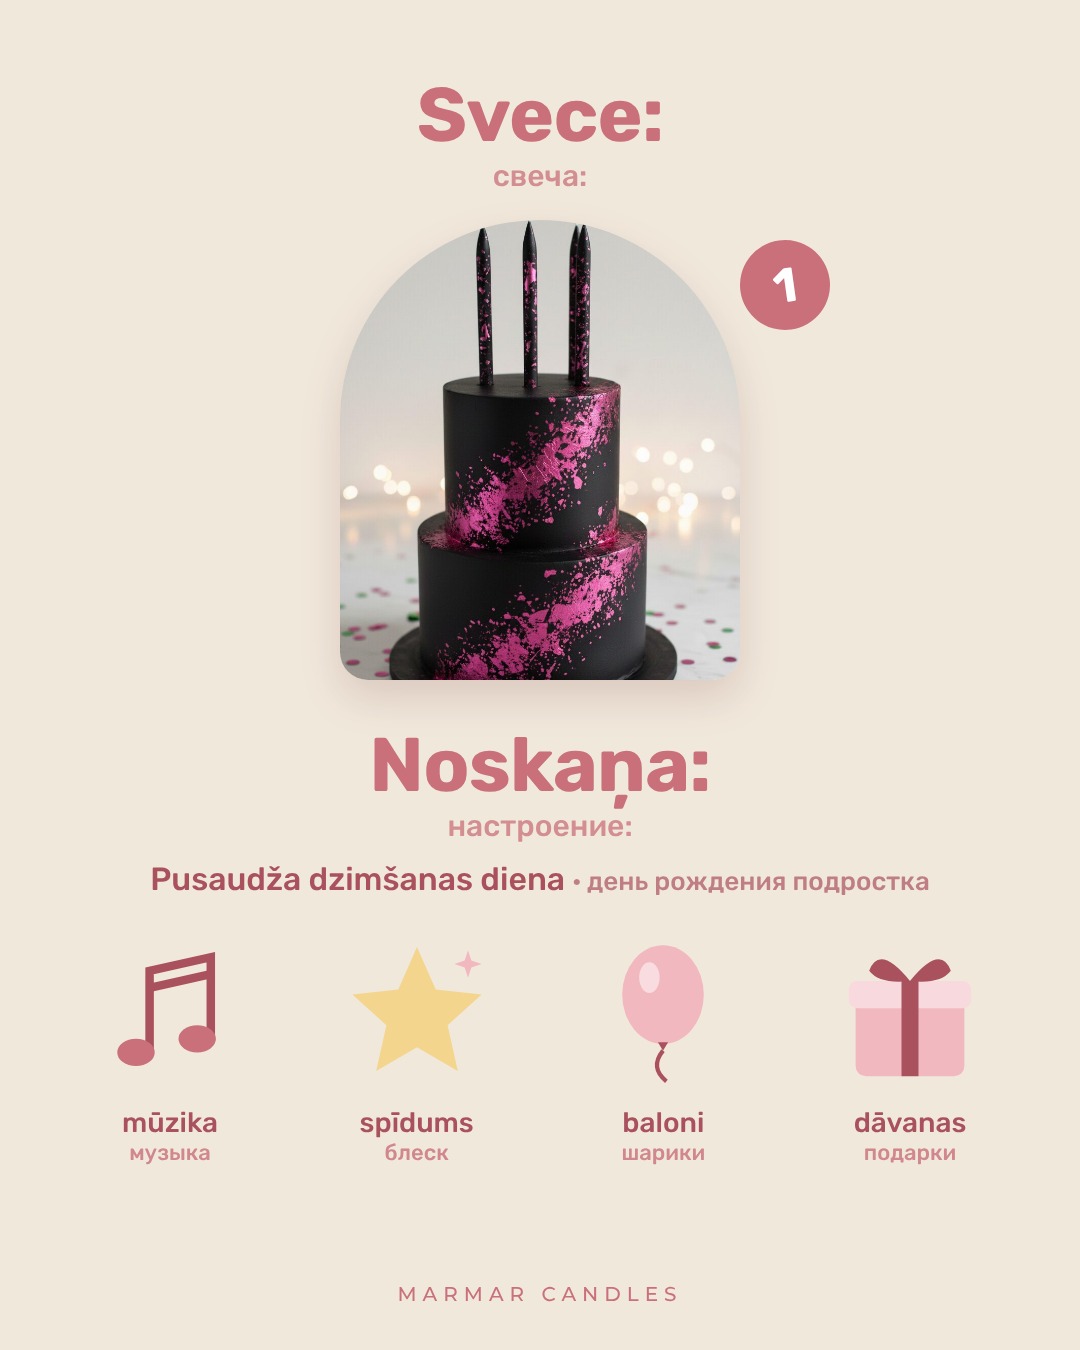 Svece:
свеча:
1
Noskaņa:
настроение:
Pusaudža dzimšanas diena · день рождения подростка
mūzika
музыка
spīdums
блеск
baloni
шарики
dāvanas
подарки
MARMAR CANDLES